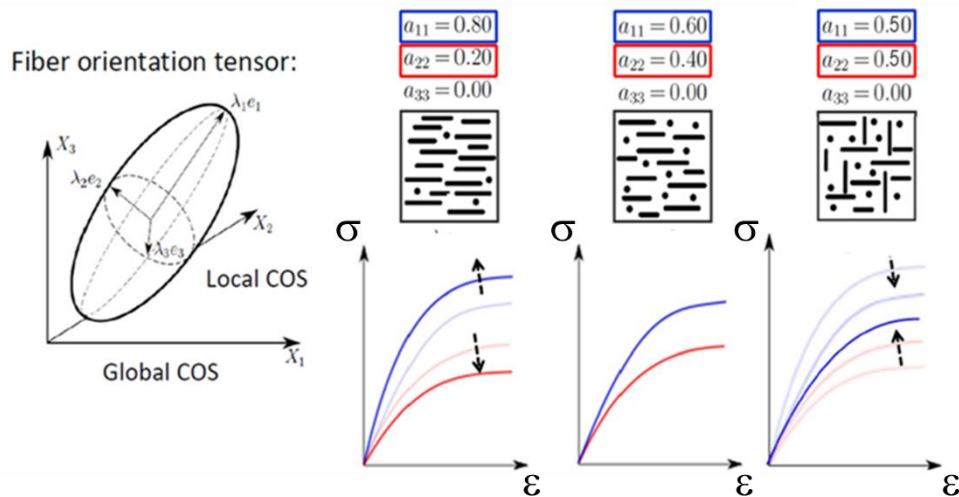 Fiber orientation tensor:
X₃
λ₁e₁
λ₂e₂
λ₃e₃
X₂
Local COS
X₁
Global COS
a₁₁ = 0.80
a₂₂ = 0.20
a₃₃ = 0.00
σ
ε
a₁₁ = 0.60
a₂₂ = 0.40
a₃₃ = 0.00
σ
ε
a₁₁ = 0.50
a₂₂ = 0.50
a₃₃ = 0.00
σ
ε